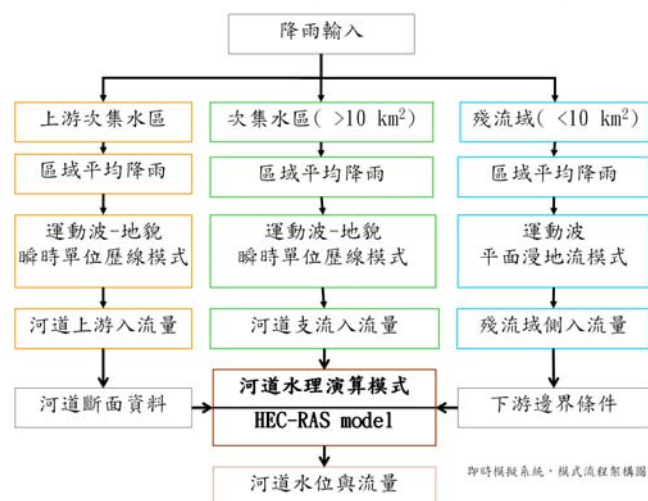 降雨輸入
上游次集水區
次集水區( >10 km²)
殘流域( <10 km²)
區域平均降雨
區域平均降雨
區域平均降雨
運動波-地貌
瞬時單位歷線模式
運動波-地貌
瞬時單位歷線模式
運動波
平面漫地流模式
河道上游入流量
河道支流入流量
殘流域側入流量
河道斷面資料
河道水理演算模式
HEC-RAS model
下游邊界條件
河道水位與流量
即時模擬系統，模式流程架構圖